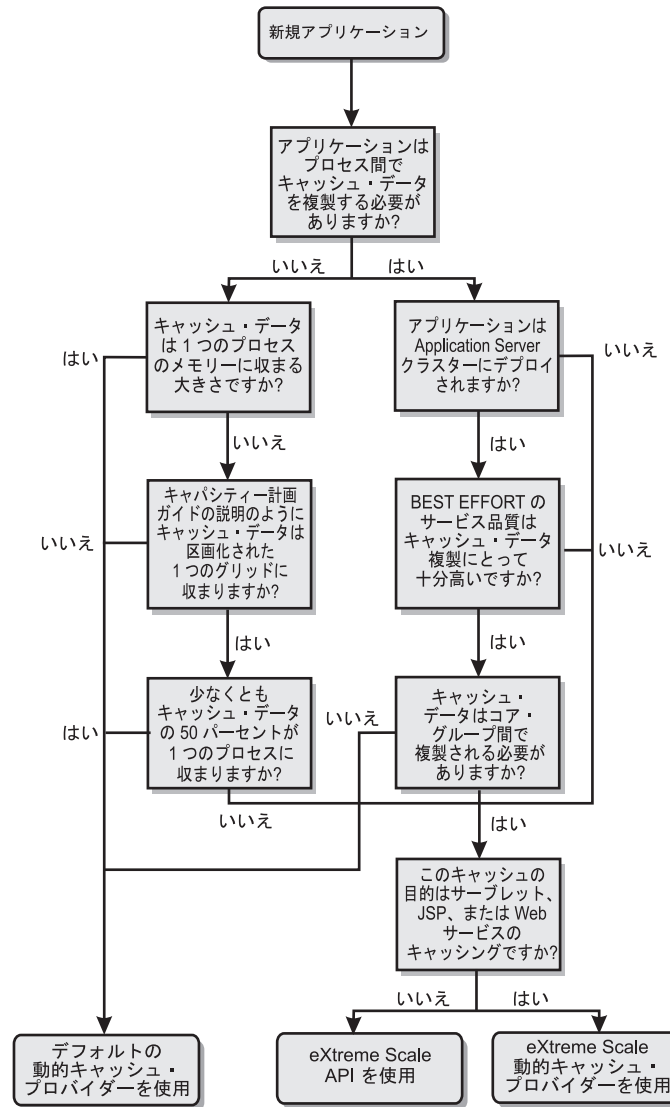 新規アプリケーション
アプリケーションは
プロセス間で
キャッシュ・データ
を複製する必要が
ありますか?
いいえ
はい
キャッシュ・データ
は 1 つのプロセス
のメモリーに収まる
大きさですか?
アプリケーションは
Application Server
クラスターにデプロイ
されますか?
はい
いいえ
いいえ
はい
キャパシティー計画
ガイドの説明のように
キャッシュ・データは
区画化された
1 つのグリッドに
収まりますか?
BEST EFFORT の
サービス品質は
キャッシュ・データ
複製にとって
十分高いですか?
いいえ
いいえ
はい
はい
少なくとも
キャッシュ・データ
の 50 パーセントが
1 つのプロセスに
収まりますか?
キャッシュ・
データはコア・
グループ間で
複製される必要が
ありますか?
はい
いいえ
いいえ
はい
このキャッシュの
目的はサーブレット、
JSP、または Web
サービスの
キャッシングですか?
いいえ
はい
デフォルトの
動的キャッシュ・
プロバイダーを使用
eXtreme Scale
API を使用
eXtreme Scale
動的キャッシュ・
プロバイダーを使用